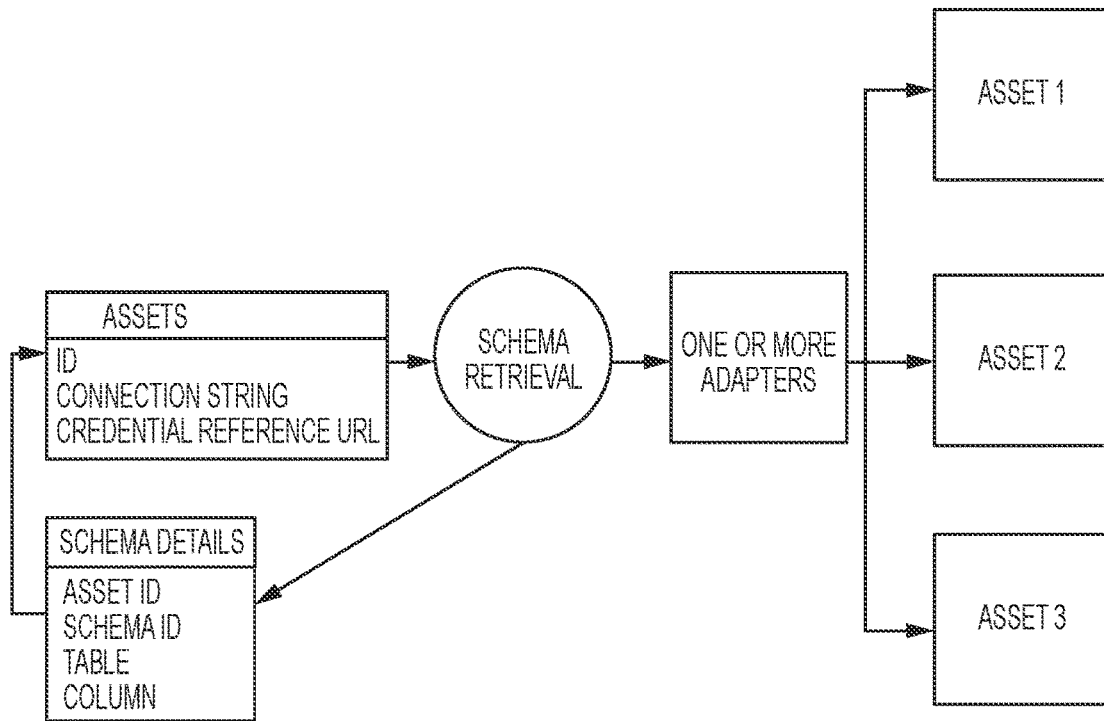 ASSET 1
ASSETS
ID
CONNECTION STRING
CREDENTIAL REFERENCE URL
SCHEMA
RETRIEVAL
ONE OR MORE
ADAPTERS
ASSET 2
SCHEMA DETAILS
ASSET ID
SCHEMA ID
TABLE
COLUMN
ASSET 3